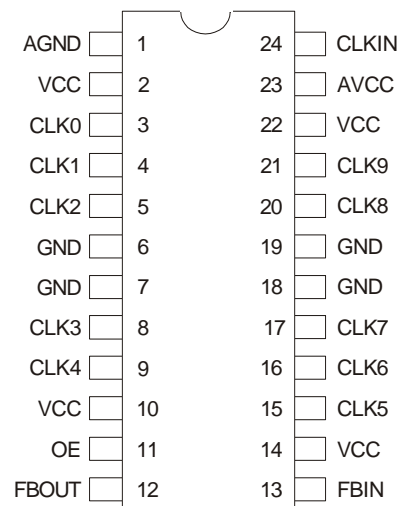 AGND 1 24 CLKIN
VCC 2 23 AVCC
CLK0 3 22 VCC
CLK1 4 21 CLK9
CLK2 5 20 CLK8
GND 6 19 GND
GND 7 18 GND
CLK3 8 17 CLK7
CLK4 9 16 CLK6
VCC 10 15 CLK5
OE 11 14 VCC
FBOUT 12 13 FBIN